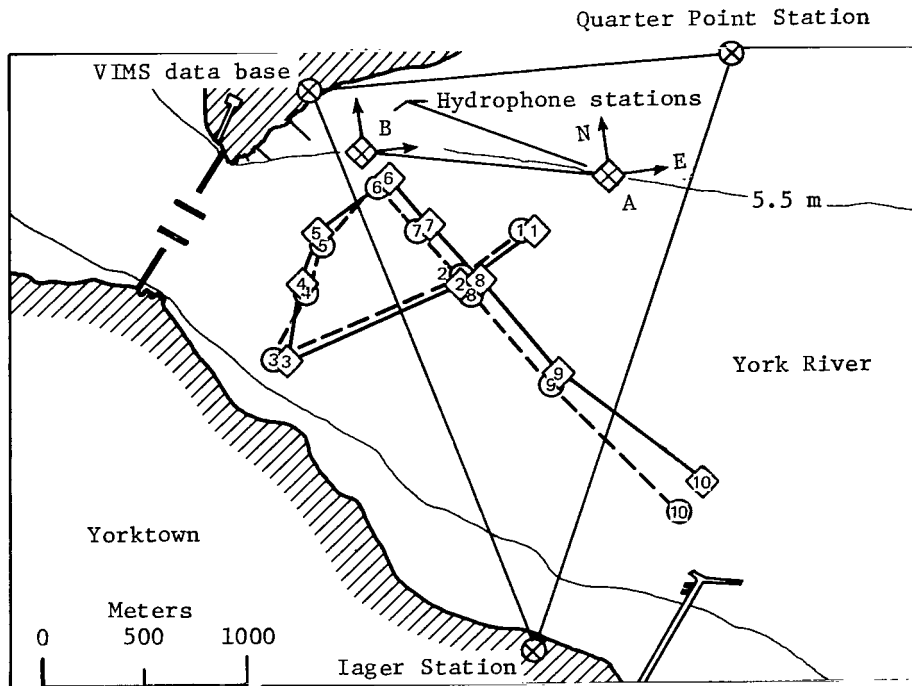 Quarter Point Station
VIMS data base
Hydrophone stations
B
N
E
A
5.5 m
6
6
5
5
7
7
1
1
2
2
8
8
4
4
3
3
9
9
10
10
York River
Yorktown
Meters
0 500 1000
Iager Station